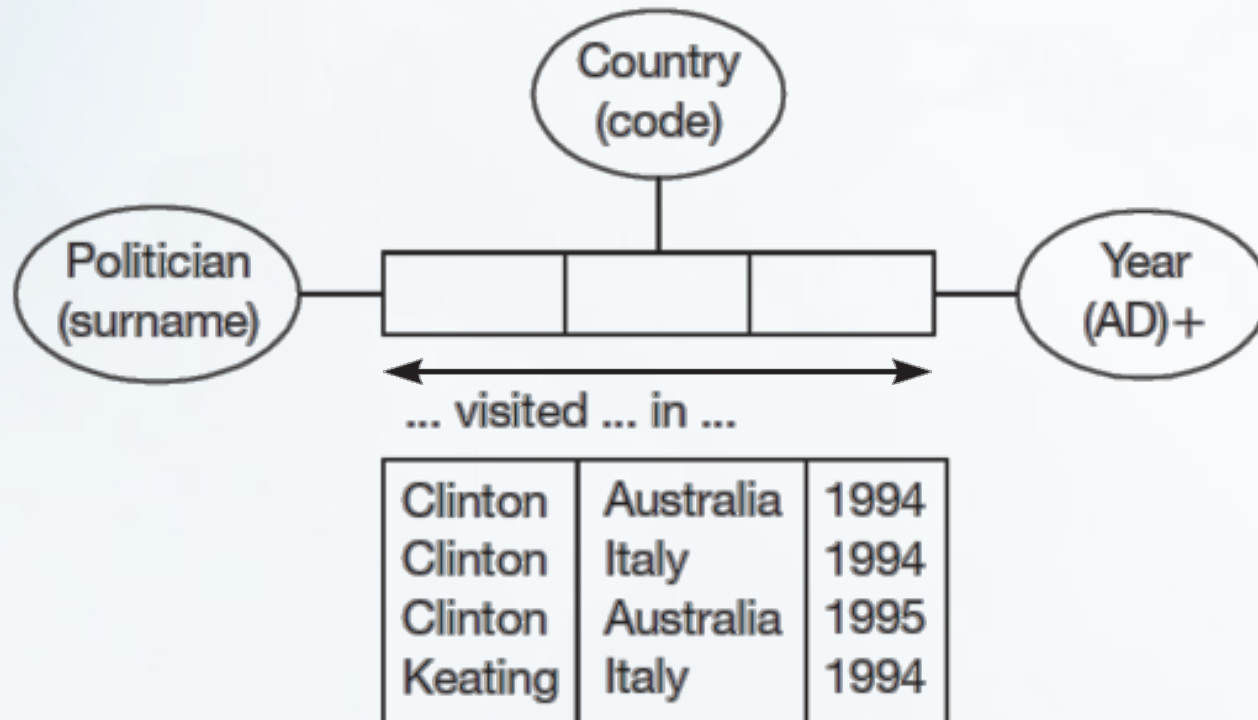 Country
(code)
Politician
(surname)
Year
(AD)+
... visited ... in ...
Clinton Australia 1994
Clinton Italy 1994
Clinton Australia 1995
Keating Italy 1994